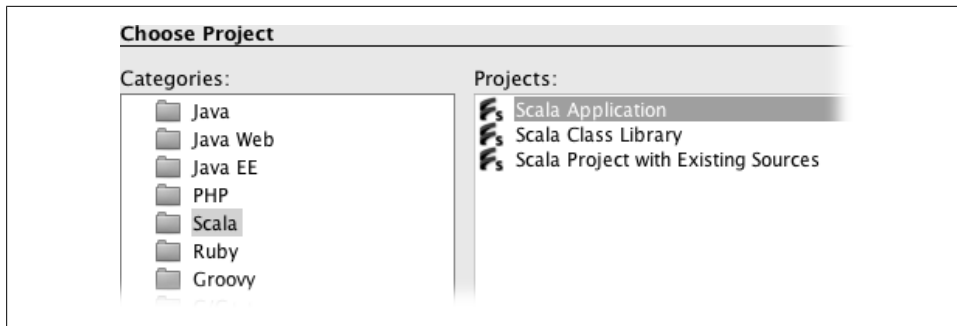 Choose Project
Categories:
Java
Java Web
Java EE
PHP
Scala
Ruby
Groovy
Projects:
Scala Application
Scala Class Library
Scala Project with Existing Sources